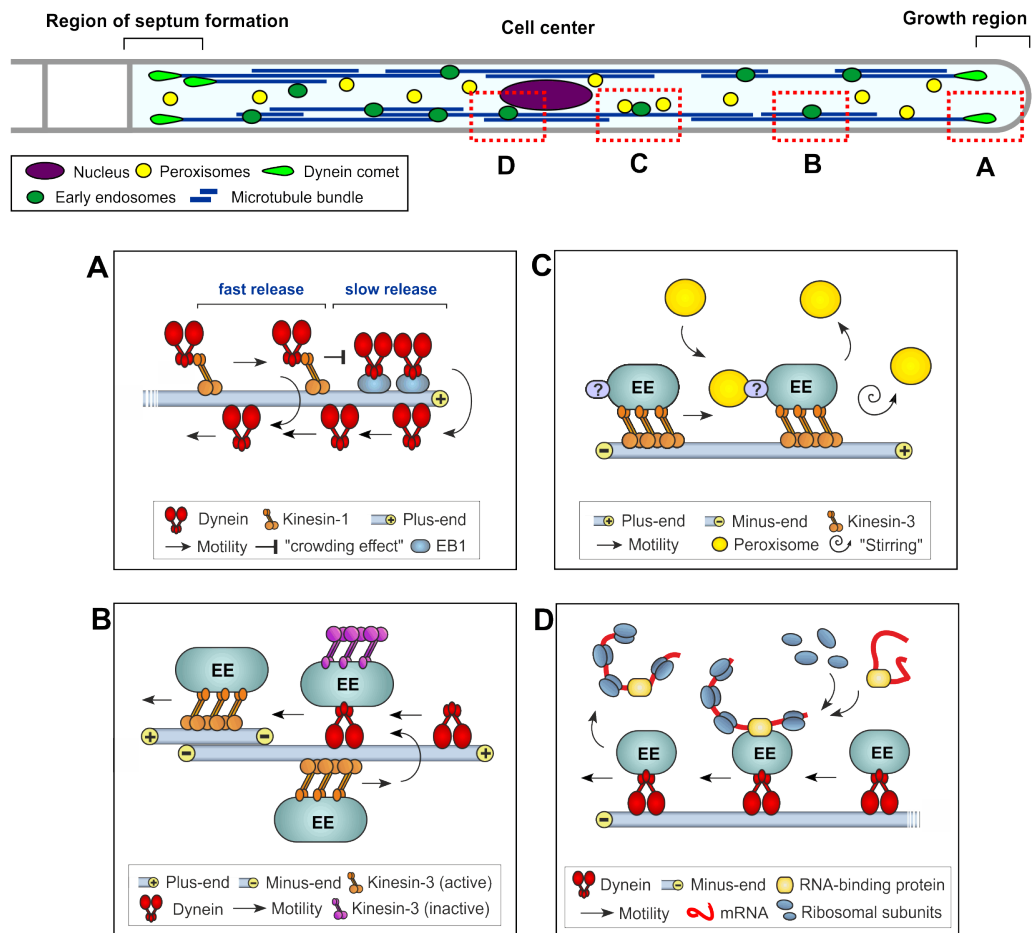 Region of septum formation
Cell center
Growth region
D
C
B
A
Nucleus
Peroxisomes
Dynein comet
Early endosomes
Microtubule bundle
A
fast release
slow release
+
Dynein
Kinesin-1
+
Plus-end
Motility
"crowding effect"
EB1
C
?
EE
?
EE
−
+
+
Plus-end
−
Minus-end
Kinesin-3
Motility
Peroxisome
"Stirring"
B
EE
EE
+
−
−
+
EE
+
Plus-end
−
Minus-end
Kinesin-3 (active)
Dynein
Motility
Kinesin-3 (inactive)
D
EE
EE
EE
−
Dynein
−
Minus-end
RNA-binding protein
Motility
mRNA
Ribosomal subunits